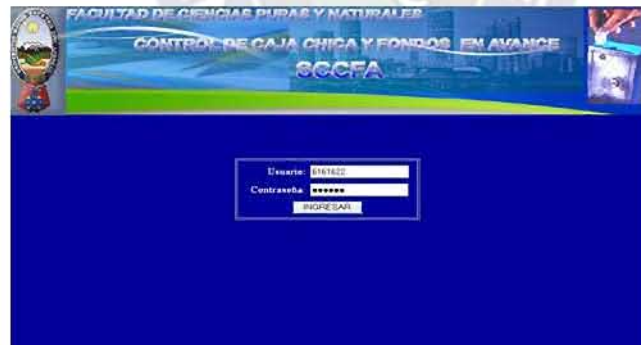 FACULTAD DE CIENCIAS PURAS Y NATURALES
CONTROL DE CAJA CHICA Y FONDOS EN AVANCE
SCCFA
Usuario: 6161622
Contraseña: ●●●●●●
INGRESAR